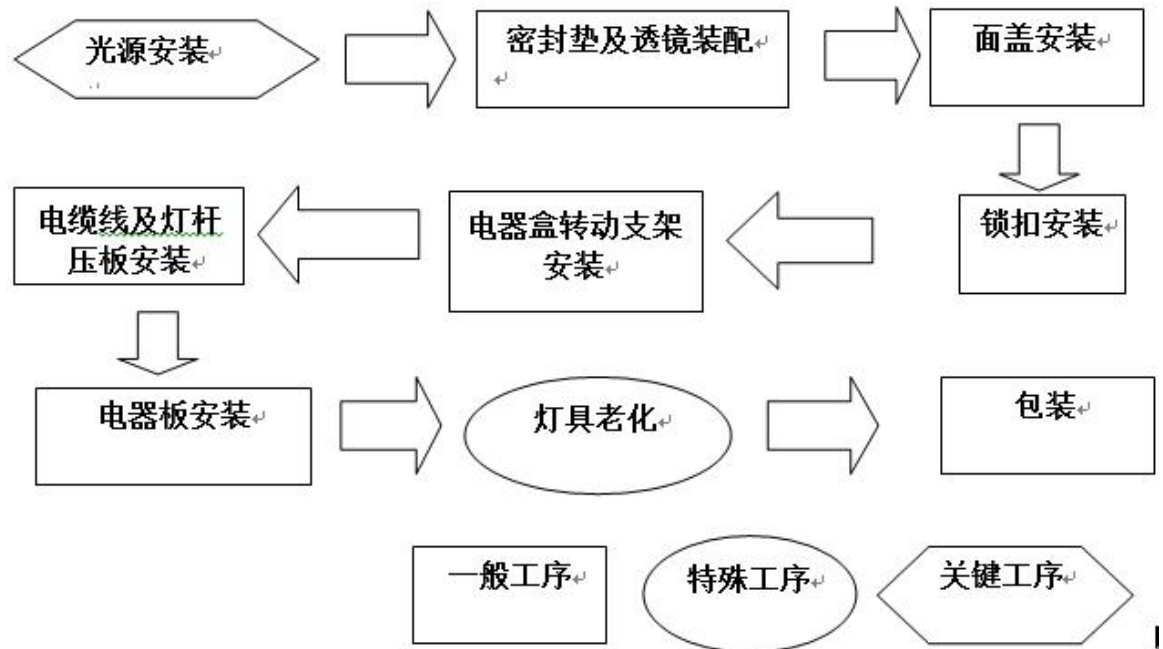 光源安装
密封垫及透镜装配
面盖安装
锁扣安装
电器盒转动支架
安装
电缆线及灯杆
压板安装
电器板安装
灯具老化
包装
一般工序
特殊工序
关键工序